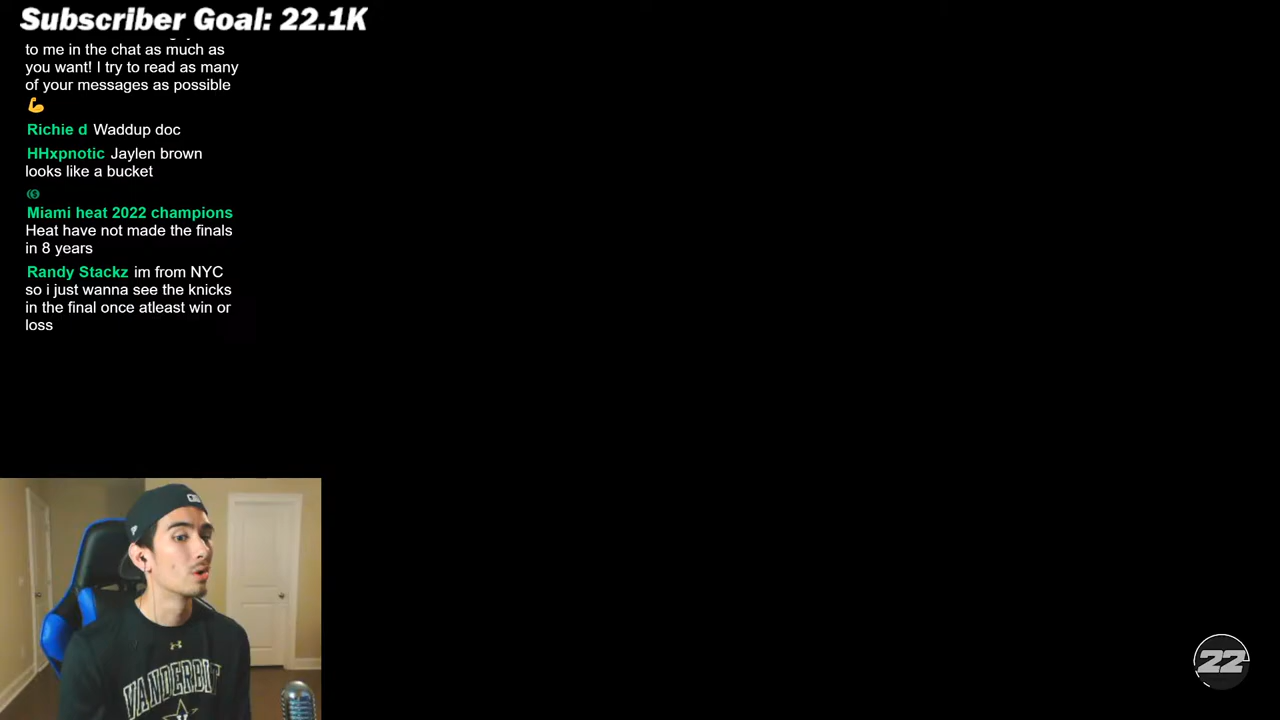 Subscriber Goal: 22.1K
to me in the chat as much as
you want! I try to read as many
of your messages as possible
💪
Richie d Waddup doc
HHxpnotic Jaylen brown
looks like a bucket
Miami heat 2022 champions
Heat have not made the finals
in 8 years
Randy Stackz im from NYC
so i just wanna see the knicks
in the final once atleast win or
loss
VANDERBIT
22